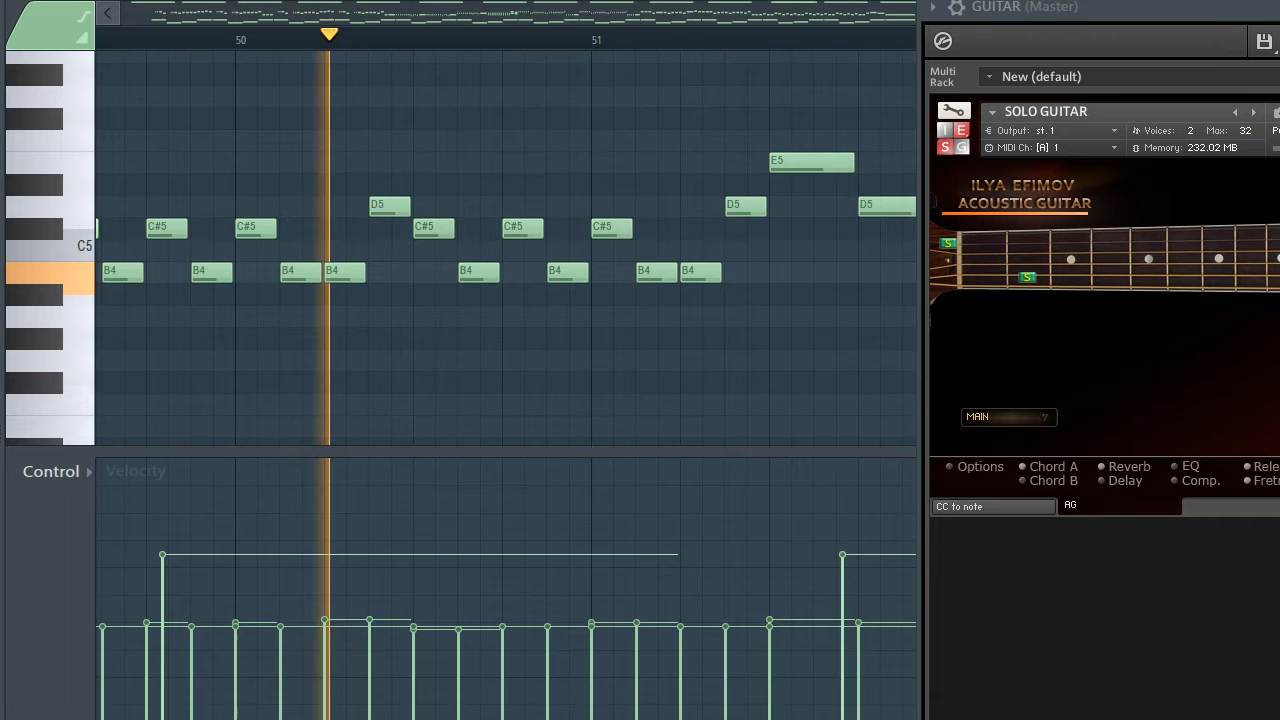 GUITAR (Master)
50
51
Multi
Rack
New (default)
SOLO GUITAR
Output: st. 1
Voices: 2 Max: 32
MIDI Ch: [A] 1
Memory: 232.02 MB
I E
S G
E5
D5 D5 D5
C#5 C#5 C#5 C#5 C#5
C5
B4 B4 B4 B4 B4 B4 B4 B4
ILYA EFIMOV
ACOUSTIC GUITAR
S
S
MAIN
Control
Velocity
Options
Chord A
Reverb
EQ
Chord B
Delay
Comp.
CC to note
AG